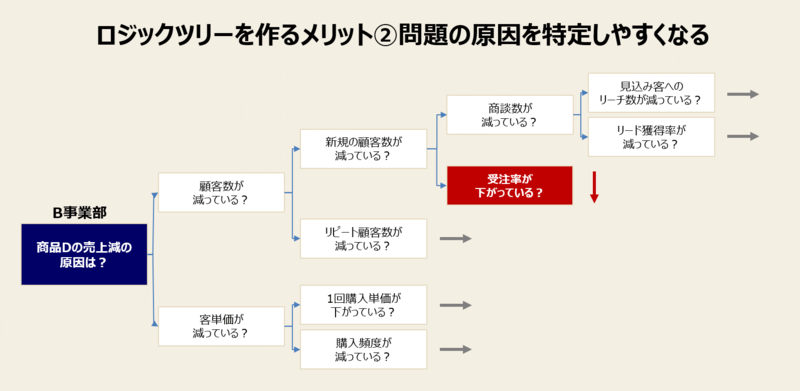 ロジックツリーを作るメリット②問題の原因を特定しやすくなる
B事業部
商品Dの売上減の
原因は？
顧客数が
減っている？
客単価が
減っている？
新規の顧客数が
減っている？
リピート顧客数が
減っている？
1回購入単価が
下がっている？
購入頻度が
減っている？
商談数が
減っている？
受注率が
下がっている？
見込み客への
リーチ数が減っている？
リード獲得率が
減っている？